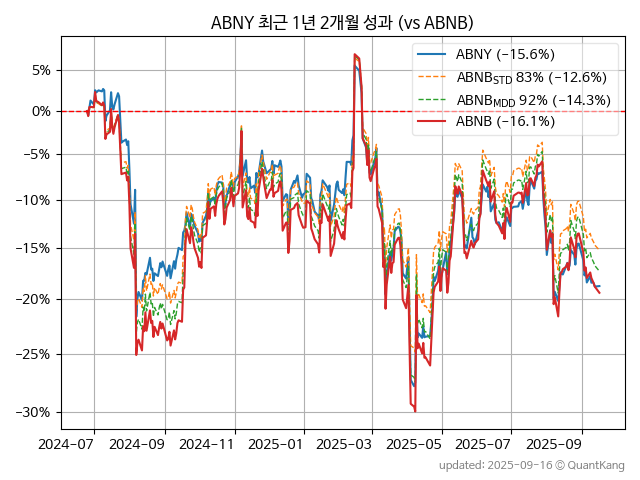 ABNY 최근 1년 2개월 성과 (vs ABNB)
ABNY (−15.6%)
ABNBSTD 83% (−12.6%)
ABNBMDD 92% (−14.3%)
ABNB (−16.1%)
5%
0%
−5%
−10%
−15%
−20%
−25%
−30%
2024-07 2024-09 2024-11 2025-01 2025-03 2025-05 2025-07 2025-09
updated: 2025-09-16 ⓒ QuantKang